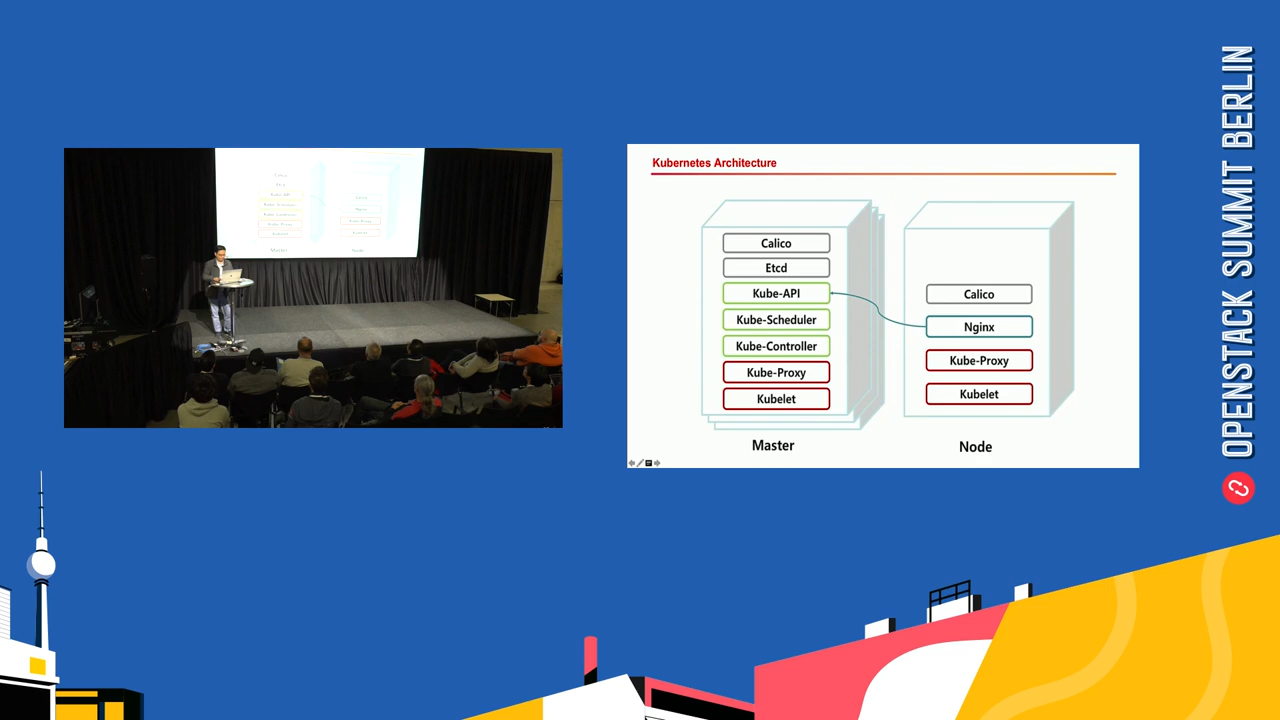 Kubernetes Architecture
Calico
Etcd
Kube-API
Kube-Scheduler
Kube-Controller
Kube-Proxy
Kubelet
Master
Calico
Nginx
Kube-Proxy
Kubelet
Node
OPENSTACK SUMMIT BERLIN